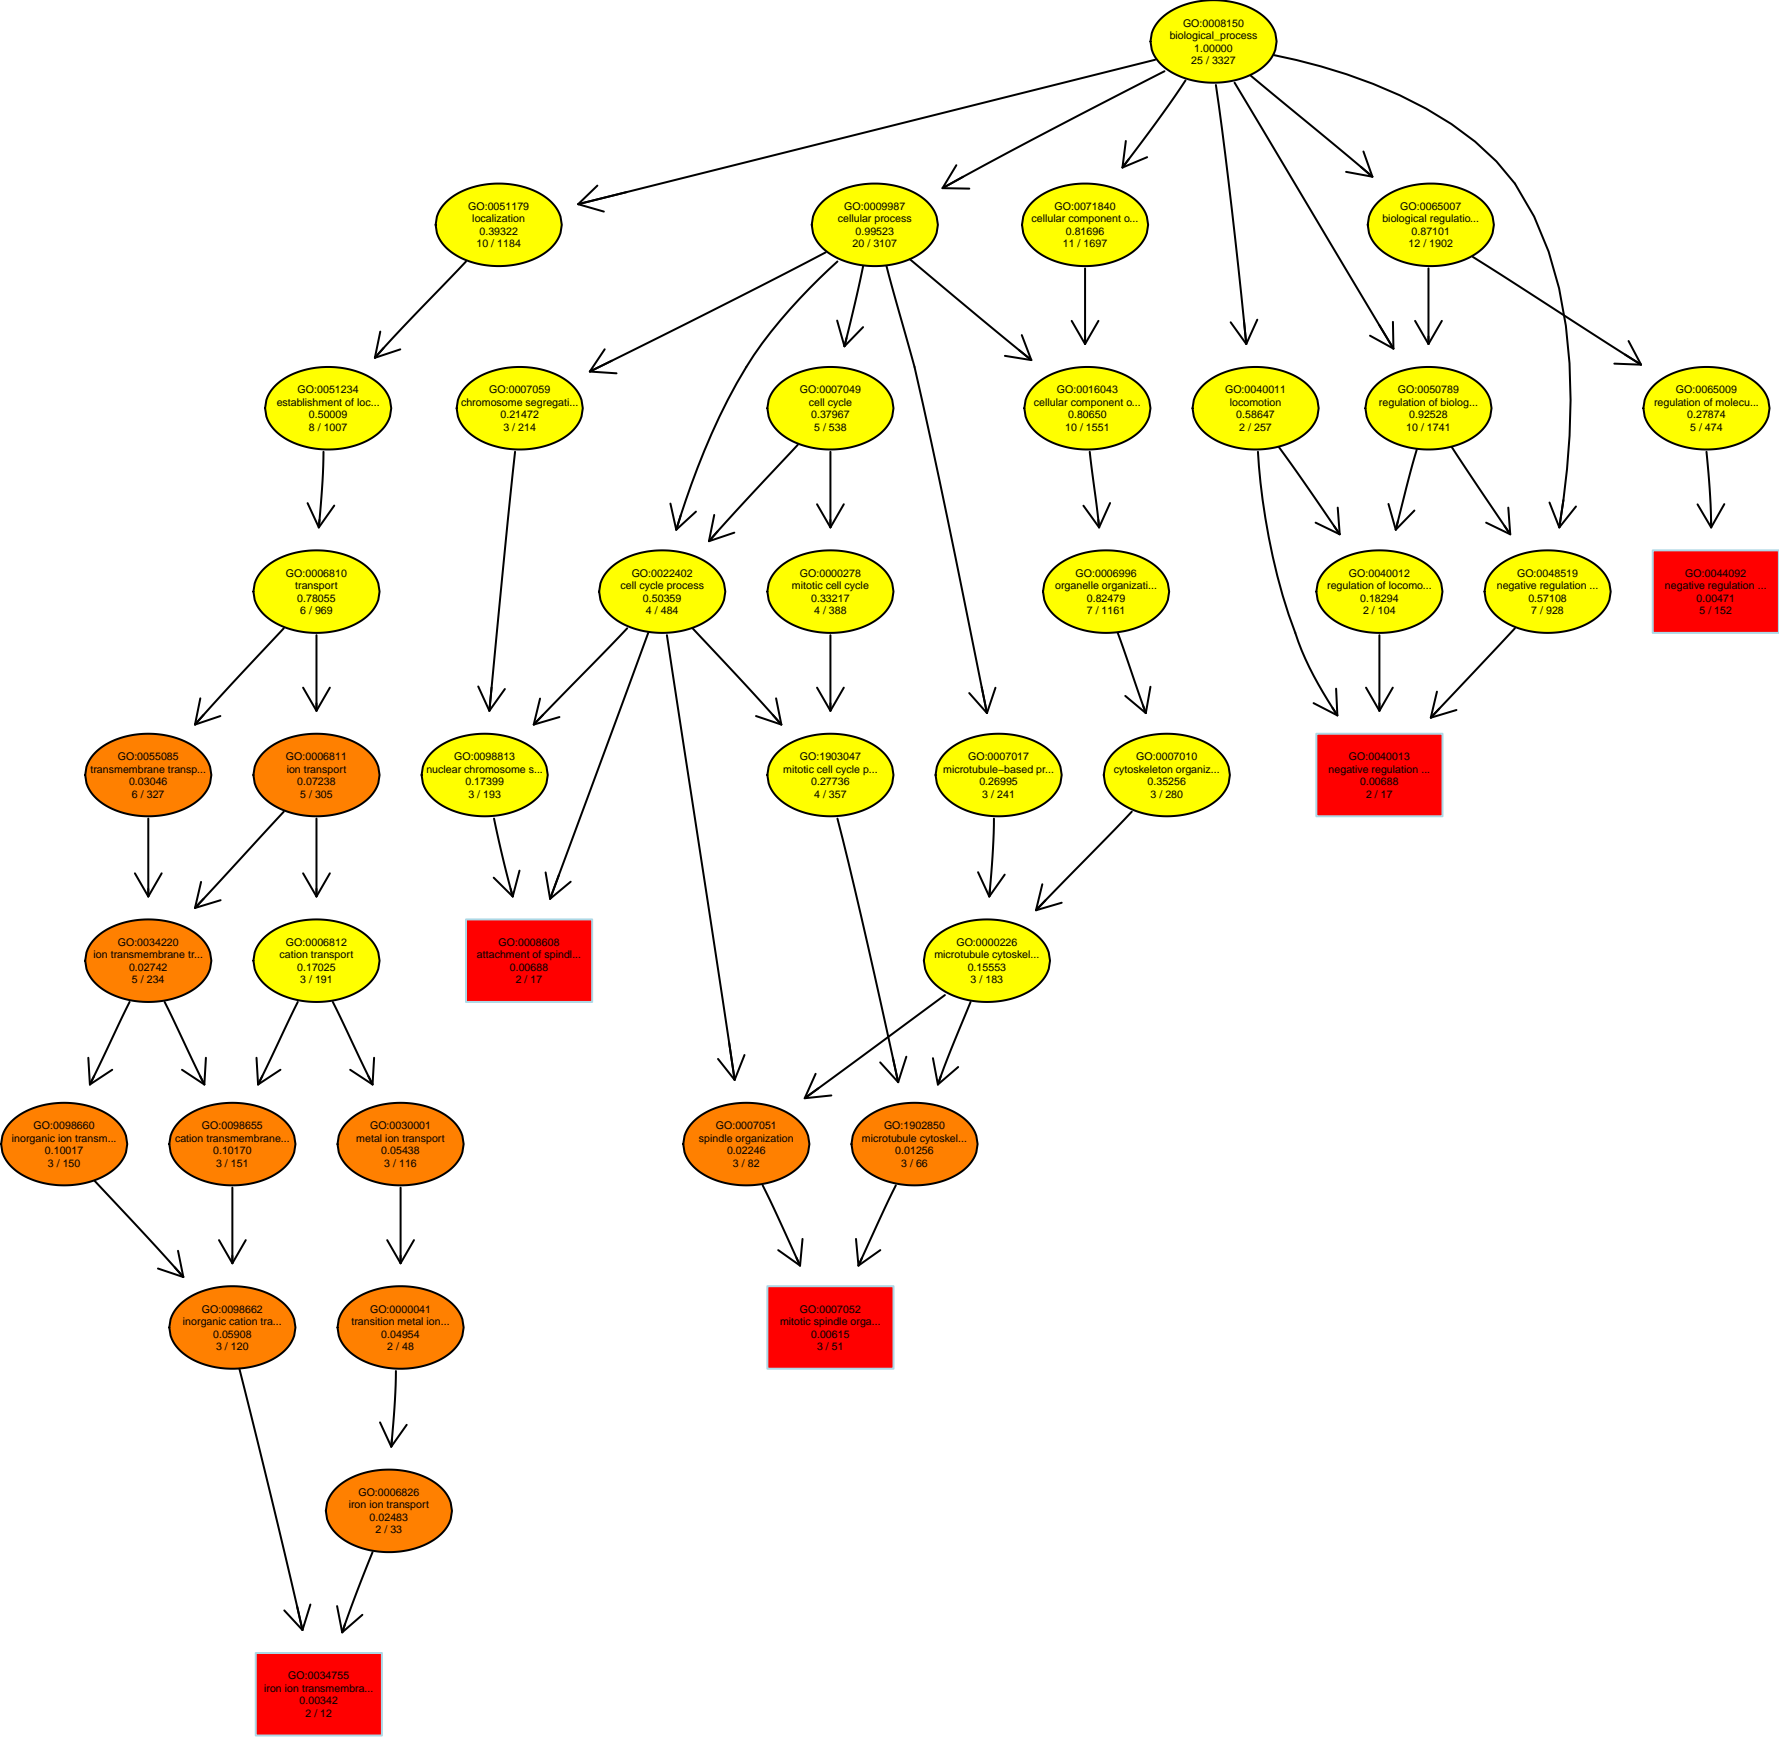 GO:0008150
biological_process
1.00000
25 / 3327
GO:0051179
localization
0.39322
10 / 1184
GO:0009987
cellular process
0.99523
20 / 3107
GO:0071840
cellular component o...
0.81696
11 / 1697
GO:0065007
biological regulatio...
0.87101
12 / 1902
GO:0051234
establishment of loc...
0.50009
8 / 1007
GO:0007059
chromosome segregati...
0.21472
3 / 214
GO:0007049
cell cycle
0.37967
5 / 538
GO:0016043
cellular component o...
0.80650
10 / 1551
GO:0040011
locomotion
0.58647
2 / 257
GO:0050789
regulation of biolog...
0.92528
10 / 1741
GO:0065009
regulation of molecu...
0.27874
5 / 474
GO:0006810
transport
0.78055
6 / 969
GO:0022402
cell cycle process
0.50359
4 / 484
GO:0000278
mitotic cell cycle
0.33217
4 / 388
GO:0006996
organelle organizati...
0.82479
7 / 1161
GO:0040012
regulation of locomo...
0.18294
2 / 104
GO:0048519
negative regulation ...
0.57108
7 / 928
GO:0044092
negative regulation ...
0.00471
5 / 152
GO:0055085
transmembrane transp...
0.03046
6 / 327
GO:0006811
ion transport
0.07238
5 / 305
GO:0098813
nuclear chromosome s...
0.17399
3 / 193
GO:1903047
mitotic cell cycle p...
0.27736
4 / 357
GO:0007017
microtubule−based pr...
0.26995
3 / 241
GO:0007010
cytoskeleton organiz...
0.35256
3 / 280
GO:0040013
negative regulation ...
0.00688
2 / 17
GO:0034220
ion transmembrane tr...
0.02742
5 / 234
GO:0006812
cation transport
0.17025
3 / 191
GO:0008608
attachment of spindl...
0.00688
2 / 17
GO:0000226
microtubule cytoskel...
0.15553
3 / 183
GO:0098660
inorganic ion transm...
0.10017
3 / 150
GO:0098655
cation transmembrane...
0.10170
3 / 151
GO:0030001
metal ion transport
0.05438
3 / 116
GO:0007051
spindle organization
0.02246
3 / 82
GO:1902850
microtubule cytoskel...
0.01256
3 / 66
GO:0098662
inorganic cation tra...
0.05908
3 / 120
GO:0000041
transition metal ion...
0.04954
2 / 48
GO:0007052
mitotic spindle orga...
0.00615
3 / 51
GO:0006826
iron ion transport
0.02483
2 / 33
GO:0034755
iron ion transmembra...
0.00342
2 / 12